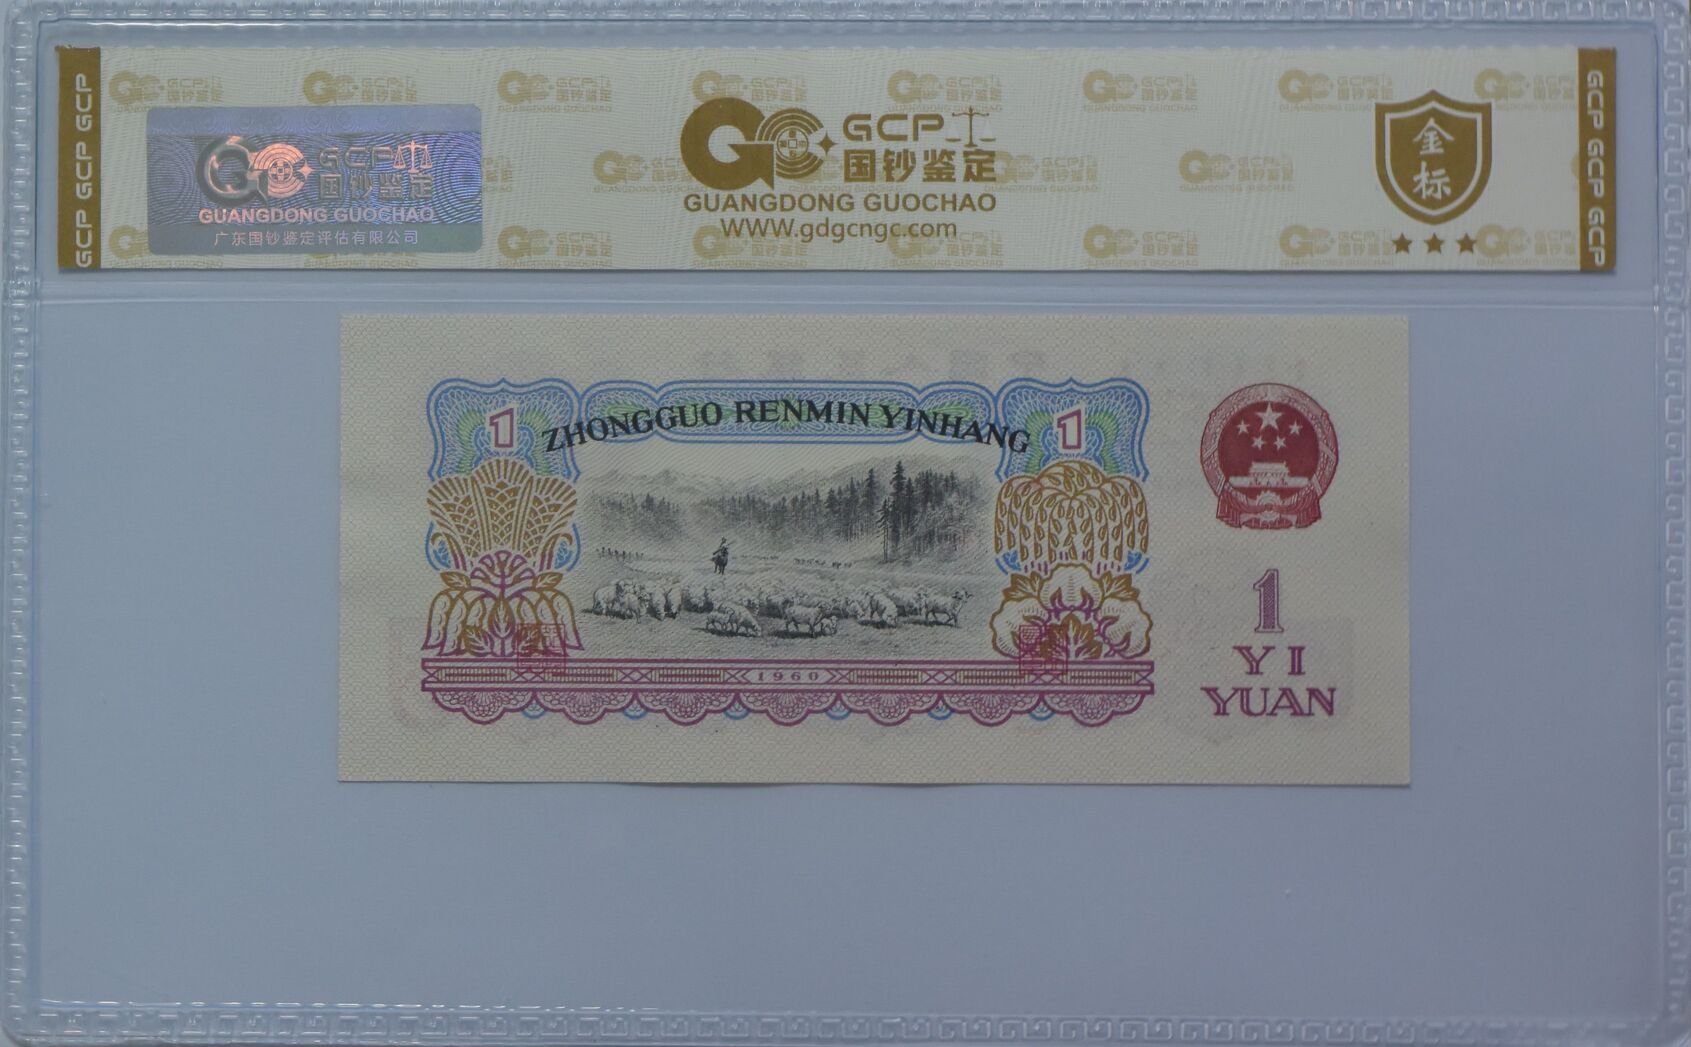 GCP GCP GCP
GCP
国钞鉴定
GUANGDONG GUOCHAO
广东国钞鉴定评估有限公司
GCP
国钞鉴定
GUANGDONG GUOCHAO
WWW.gdgcngc.com
金标
GCP GCP GCP
1
ZHONGGUO RENMIN YINHANG
1
1960
1
YI
YUAN